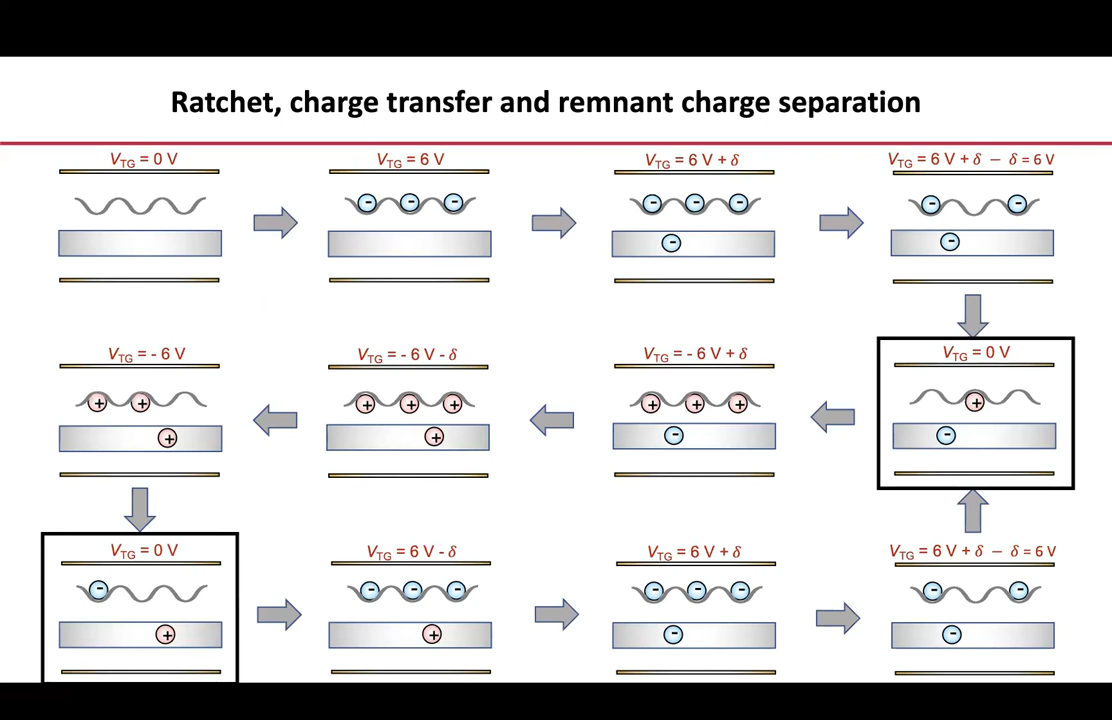 Ratchet, charge transfer and remnant charge separation
V_TG = 0 V
V_TG = 6 V
V_TG = 6 V + δ
V_TG = 6 V + δ − δ = 6 V
- - -
- - -
- -
-
-
V_TG = - 6 V
V_TG = - 6 V - δ
V_TG = - 6 V + δ
V_TG = 0 V
+ +
+ + +
+ + +
+
+
+
-
-
V_TG = 0 V
V_TG = 6 V - δ
V_TG = 6 V + δ
V_TG = 6 V + δ − δ = 6 V
-
- - -
- - -
- -
+
+
-
-